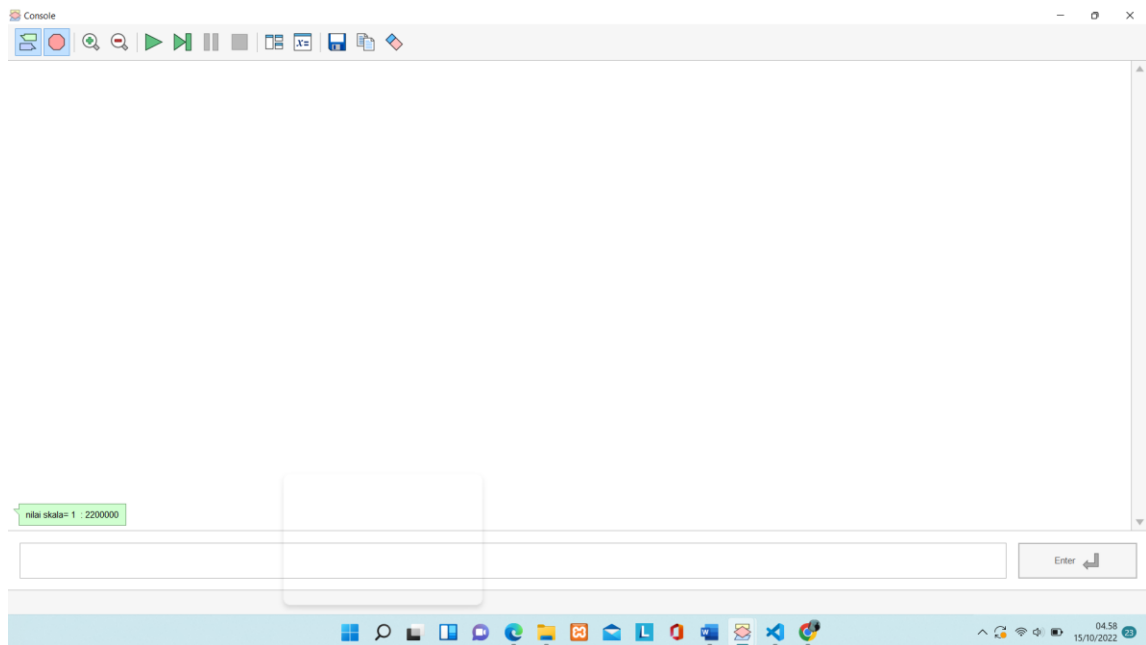 Console
x=
nilai skala= 1 : 2200000
Enter
L
04.58
15/10/2022
23